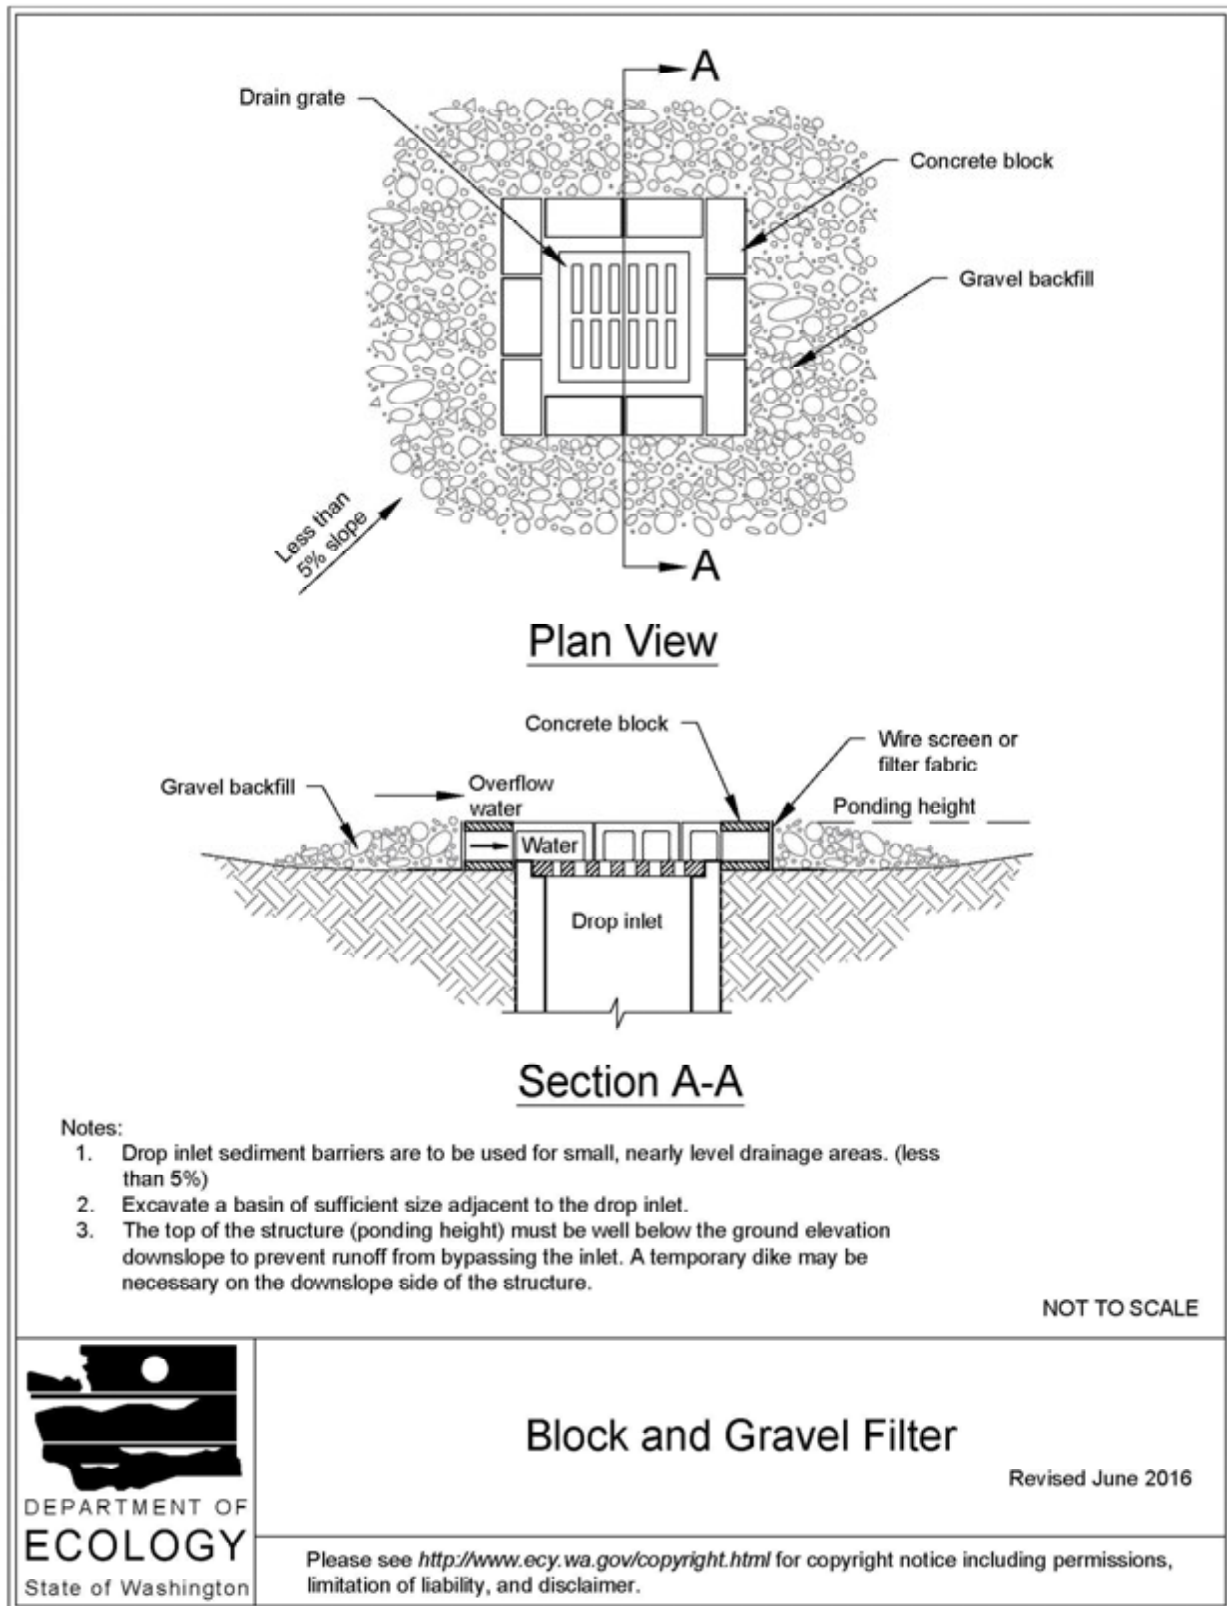 A
Drain grate
Concrete block
Gravel backfill
Less than
5% slope
A
Plan View
Concrete block
Wire screen or
filter fabric
Gravel backfill
Overflow
water
Ponding height
Water
Drop inlet
Section A-A
Notes:
1. Drop inlet sediment barriers are to be used for small, nearly level drainage areas. (less
than 5%)
2. Excavate a basin of sufficient size adjacent to the drop inlet.
3. The top of the structure (ponding height) must be well below the ground elevation
downslope to prevent runoff from bypassing the inlet. A temporary dike may be
necessary on the downslope side of the structure.
NOT TO SCALE
DEPARTMENT OF
ECOLOGY
State of Washington
Block and Gravel Filter
Revised June 2016
Please see http://www.ecy.wa.gov/copyright.html for copyright notice including permissions,
limitation of liability, and disclaimer.